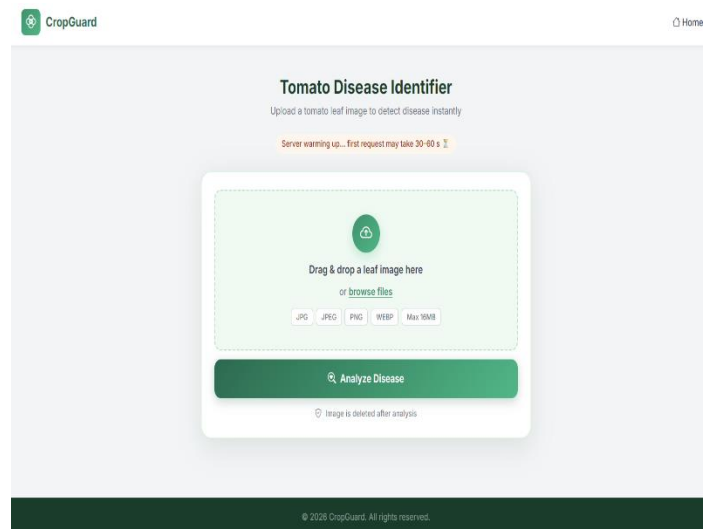 CropGuard
Home
Tomato Disease Identifier
Upload a tomato leaf image to detect disease instantly
Server warming up... first request may take 30-60 s ⏳
Drag & drop a leaf image here
or browse files
JPG JPEG PNG WEBP Max 16MB
Analyze Disease
Image is deleted after analysis
© 2026 CropGuard. All rights reserved.